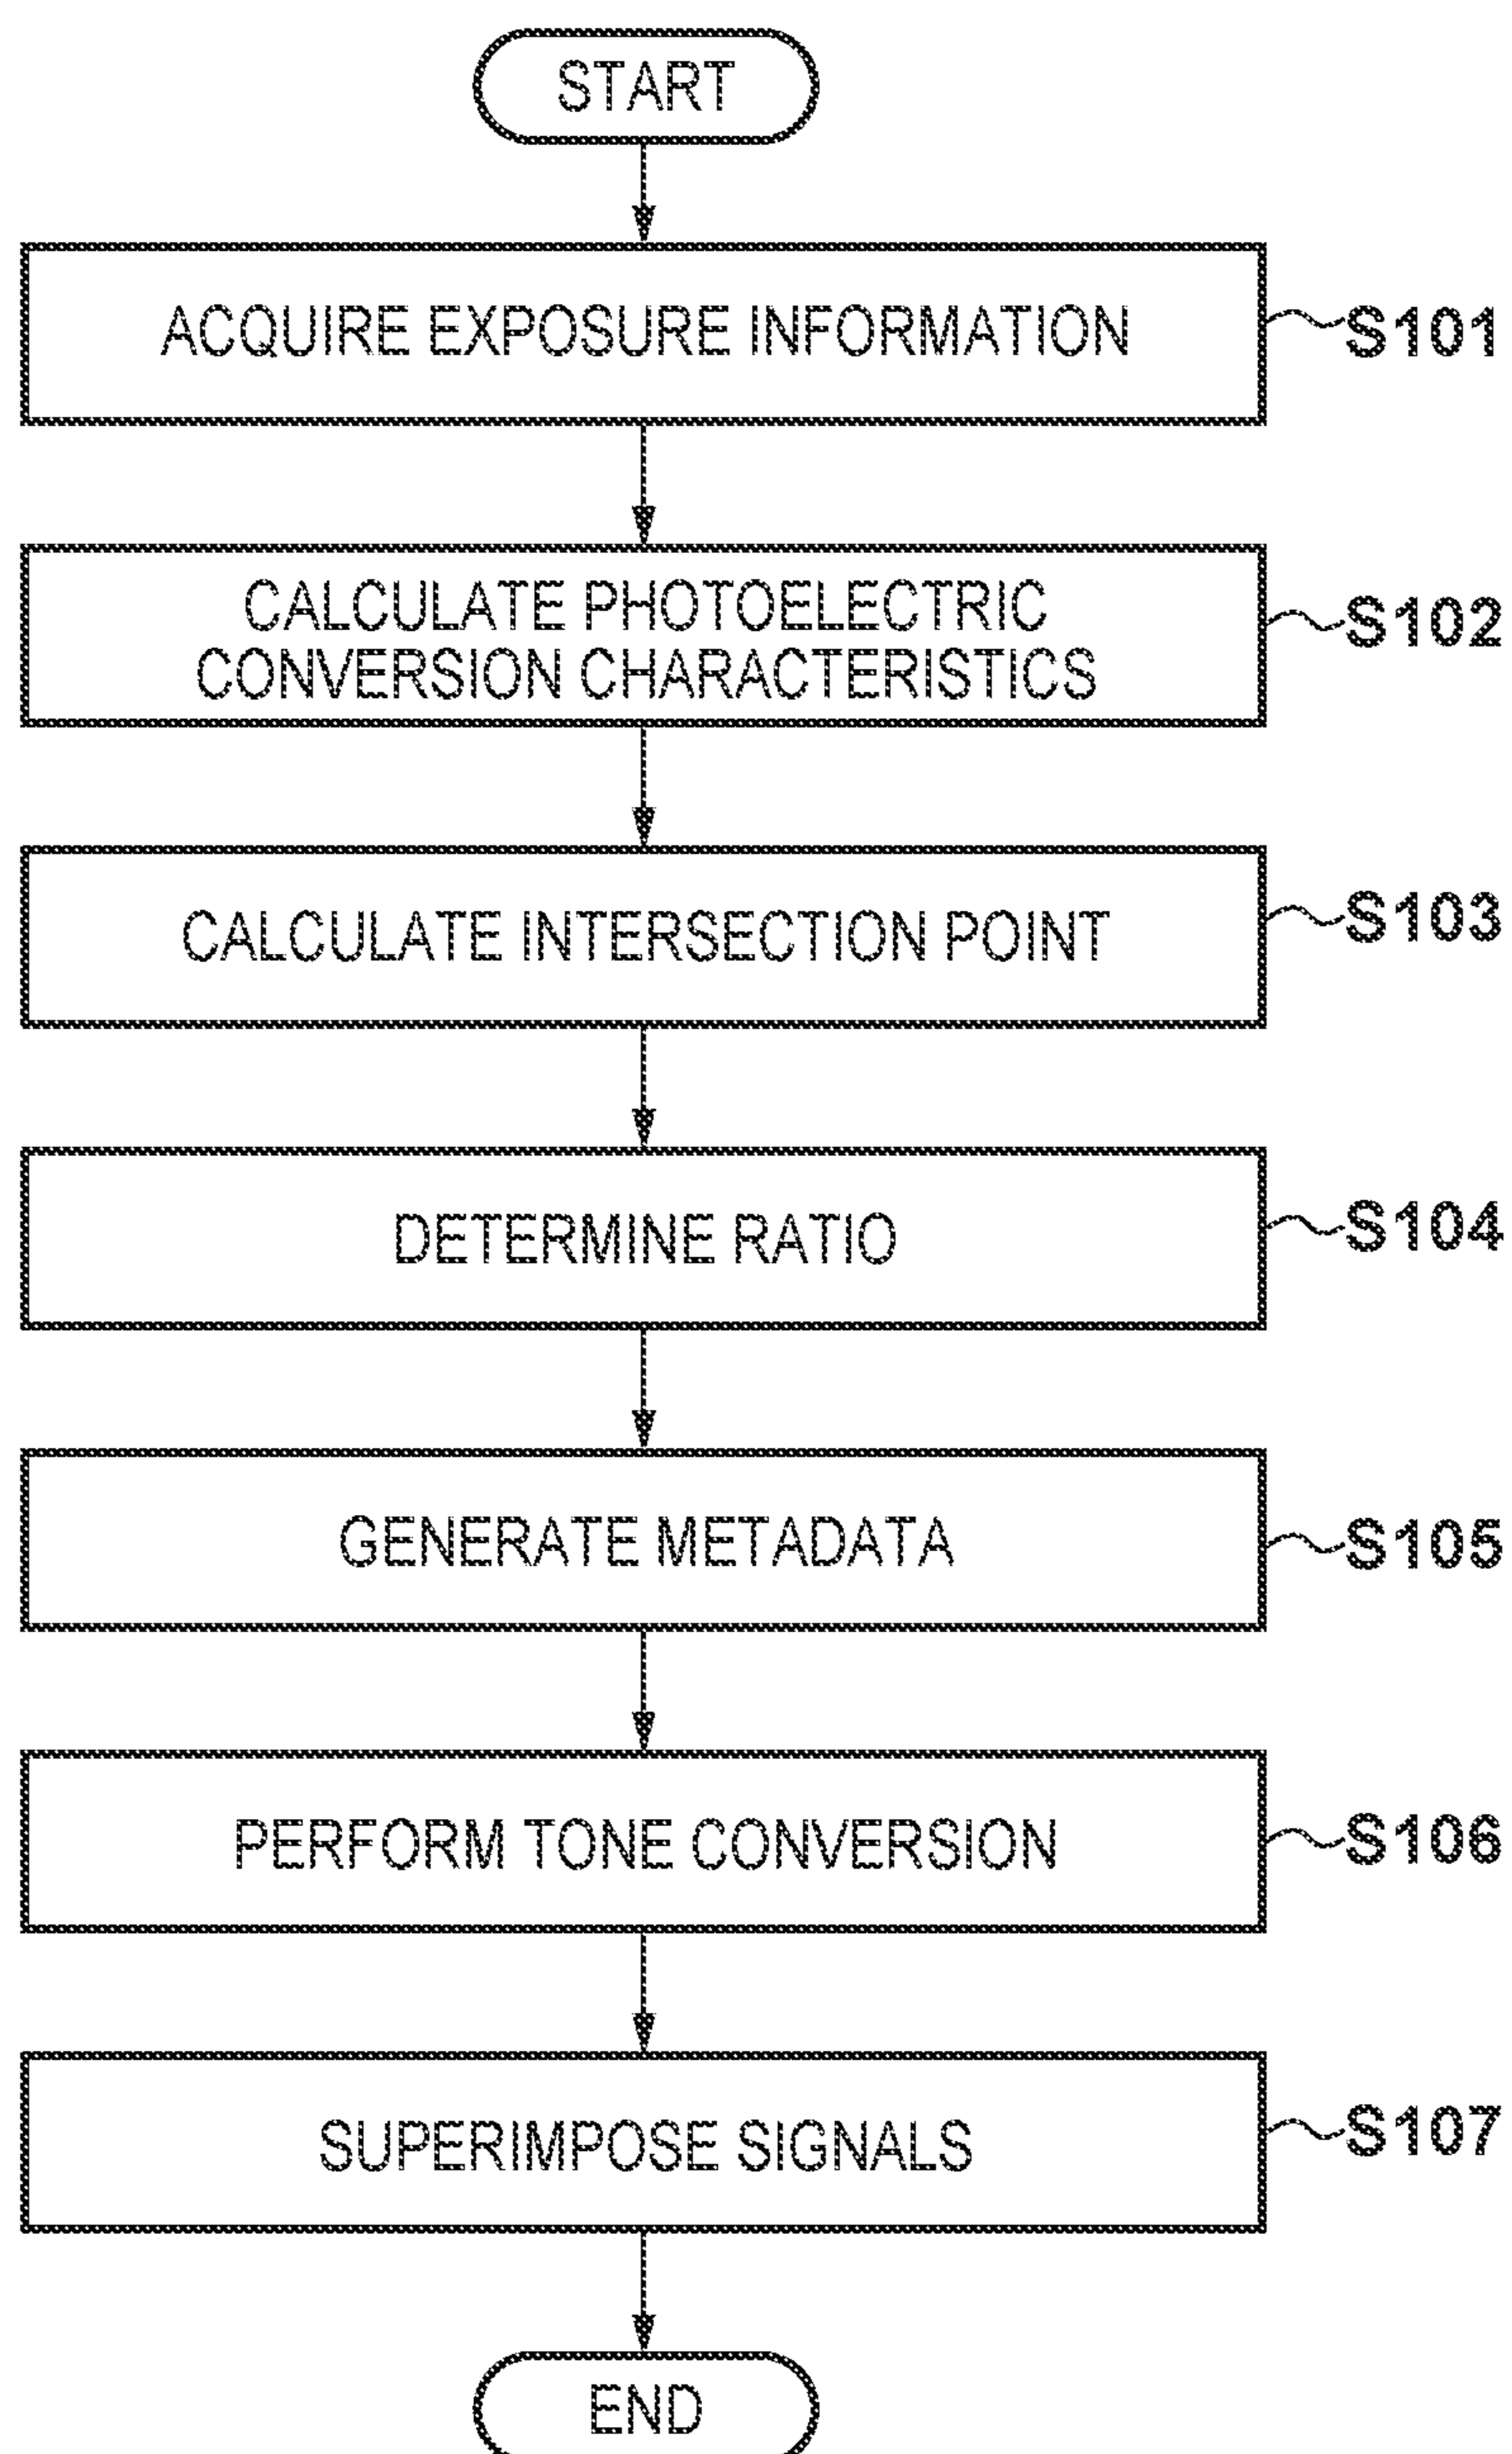 START
ACQUIRE EXPOSURE INFORMATION
S101
CALCULATE PHOTOELECTRIC
CONVERSION CHARACTERISTICS
S102
CALCULATE INTERSECTION POINT
S103
DETERMINE RATIO
S104
GENERATE METADATA
S105
PERFORM TONE CONVERSION
S106
SUPERIMPOSE SIGNALS
S107
END